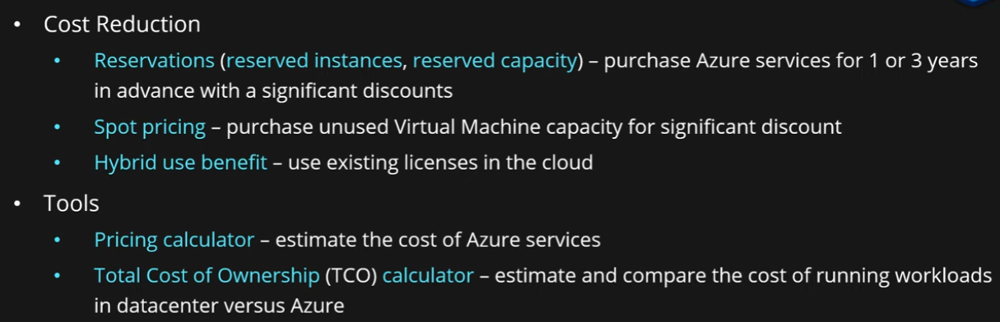 • Cost Reduction
• Reservations (reserved instances, reserved capacity) – purchase Azure services for 1 or 3 years
in advance with a significant discounts
• Spot pricing – purchase unused Virtual Machine capacity for significant discount
• Hybrid use benefit – use existing licenses in the cloud
• Tools
• Pricing calculator – estimate the cost of Azure services
• Total Cost of Ownership (TCO) calculator – estimate and compare the cost of running workloads
in datacenter versus Azure